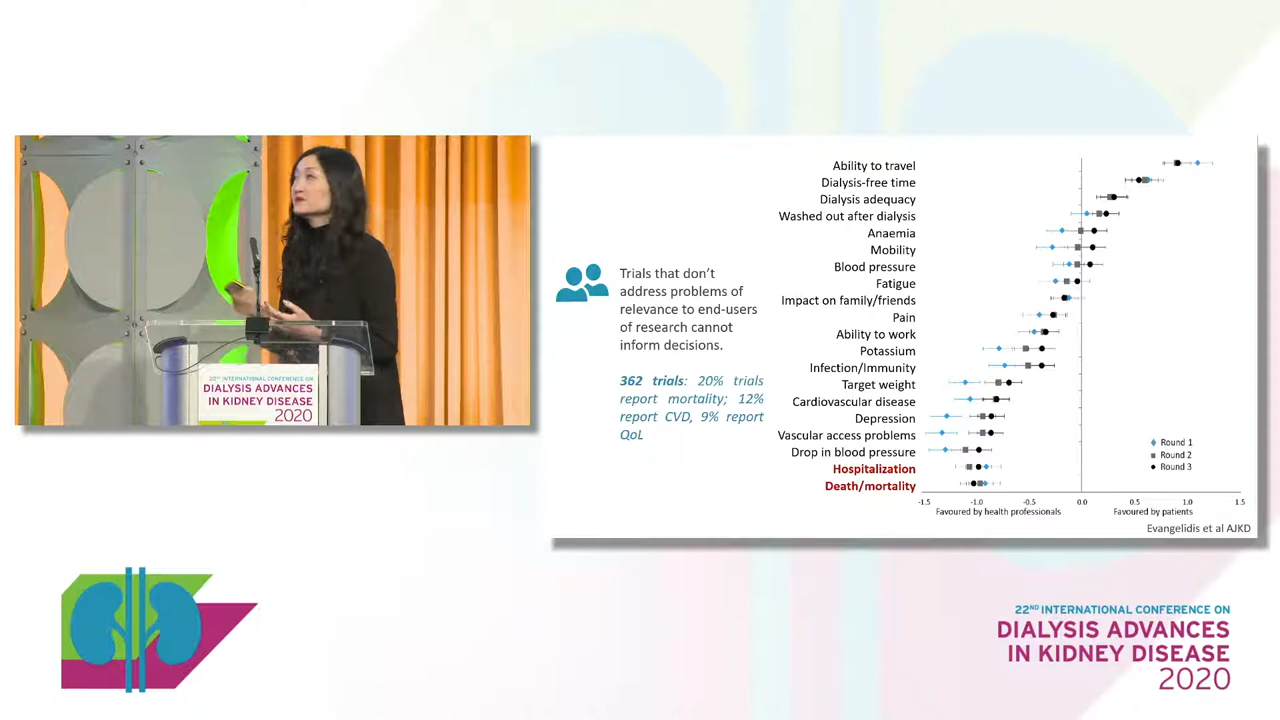 22ND INTERNATIONAL CONFERENCE ON
DIALYSIS ADVANCES
IN KIDNEY DISEASE
2020
Trials that don't
address problems of
relevance to end-users
of research cannot
inform decisions.
362 trials: 20% trials
report mortality; 12%
report CVD, 9% report
QoL
Ability to travel
Dialysis-free time
Dialysis adequacy
Washed out after dialysis
Anaemia
Mobility
Blood pressure
Fatigue
Impact on family/friends
Pain
Ability to work
Potassium
Infection/Immunity
Target weight
Cardiovascular disease
Depression
Vascular access problems
Drop in blood pressure
Hospitalization
Death/mortality
Round 1
Round 2
Round 3
-1.5 -1.0 -0.5 0.0 0.5 1.0 1.5
Favoured by health professionals Favoured by patients
Evangelidis et al AJKD
22ND INTERNATIONAL CONFERENCE ON
DIALYSIS ADVANCES
IN KIDNEY DISEASE
2020